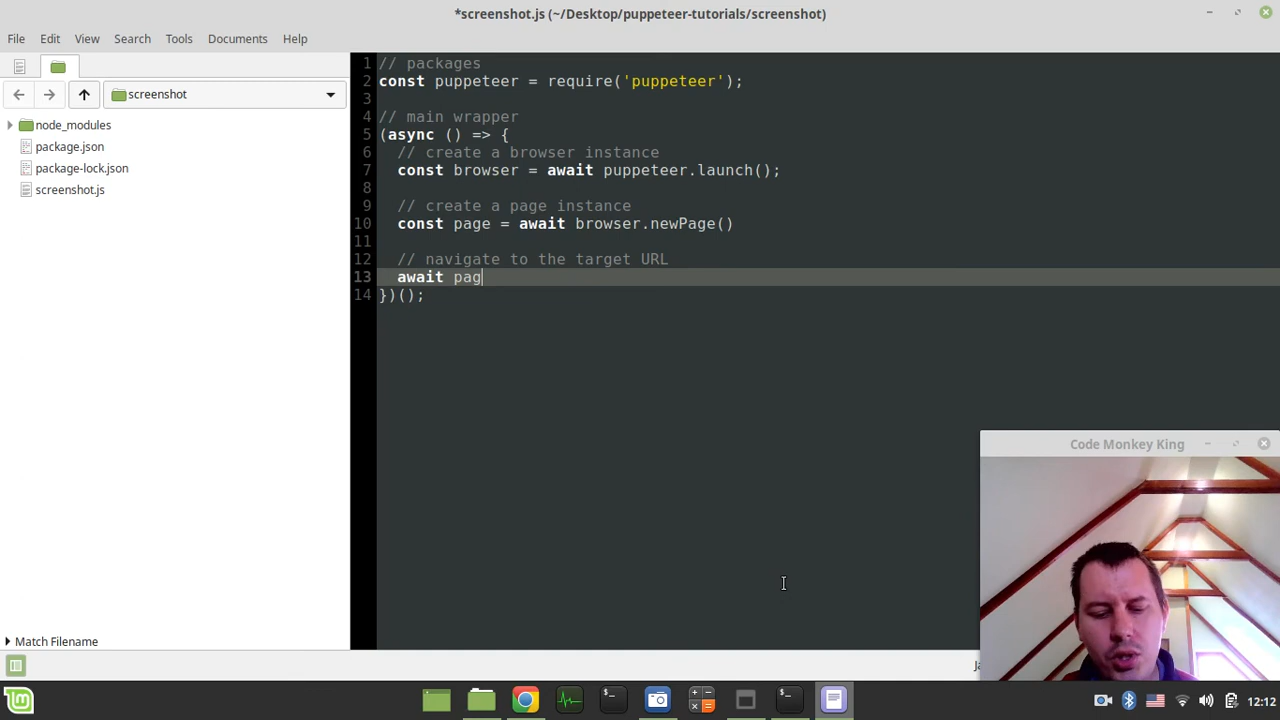 *screenshot.js (~/Desktop/puppeteer-tutorials/screenshot)
File Edit View Search Tools Documents Help
screenshot
node_modules
package.json
package-lock.json
screenshot.js
1 // packages
2 const puppeteer = require('puppeteer');
3
4 // main wrapper
5 (async () => {
6 // create a browser instance
7 const browser = await puppeteer.launch();
8
9 // create a page instance
10 const page = await browser.newPage()
11
12 // navigate to the target URL
13 await pag
14 })();
Code Monkey King
Match Filename
12:12